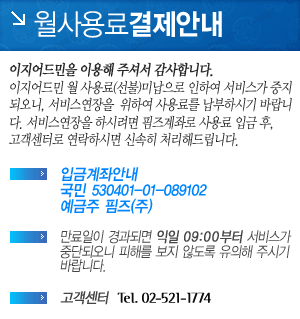 월사용료결제안내
이지어드민을 이용해 주셔서 감사합니다.
이지어드민 월 사용료(선불)미납으로 인하여 서비스가 중지
되오니, 서비스연장을 위하여 사용료를 납부하시기 바랍니
다. 서비스연장을 하시려면 핌즈계좌로 사용료 입금 후,
고객센터로 연락하시면 신속히 처리해드립니다.
입금계좌안내
국민 530401-01-089102
예금주 핌즈(주)
만료일이 경과되면 익일 09:00부터 서비스가
중단되오니 피해를 보지 않도록 유의해 주시기
바랍니다.
고객센터 Tel. 02-521-1774